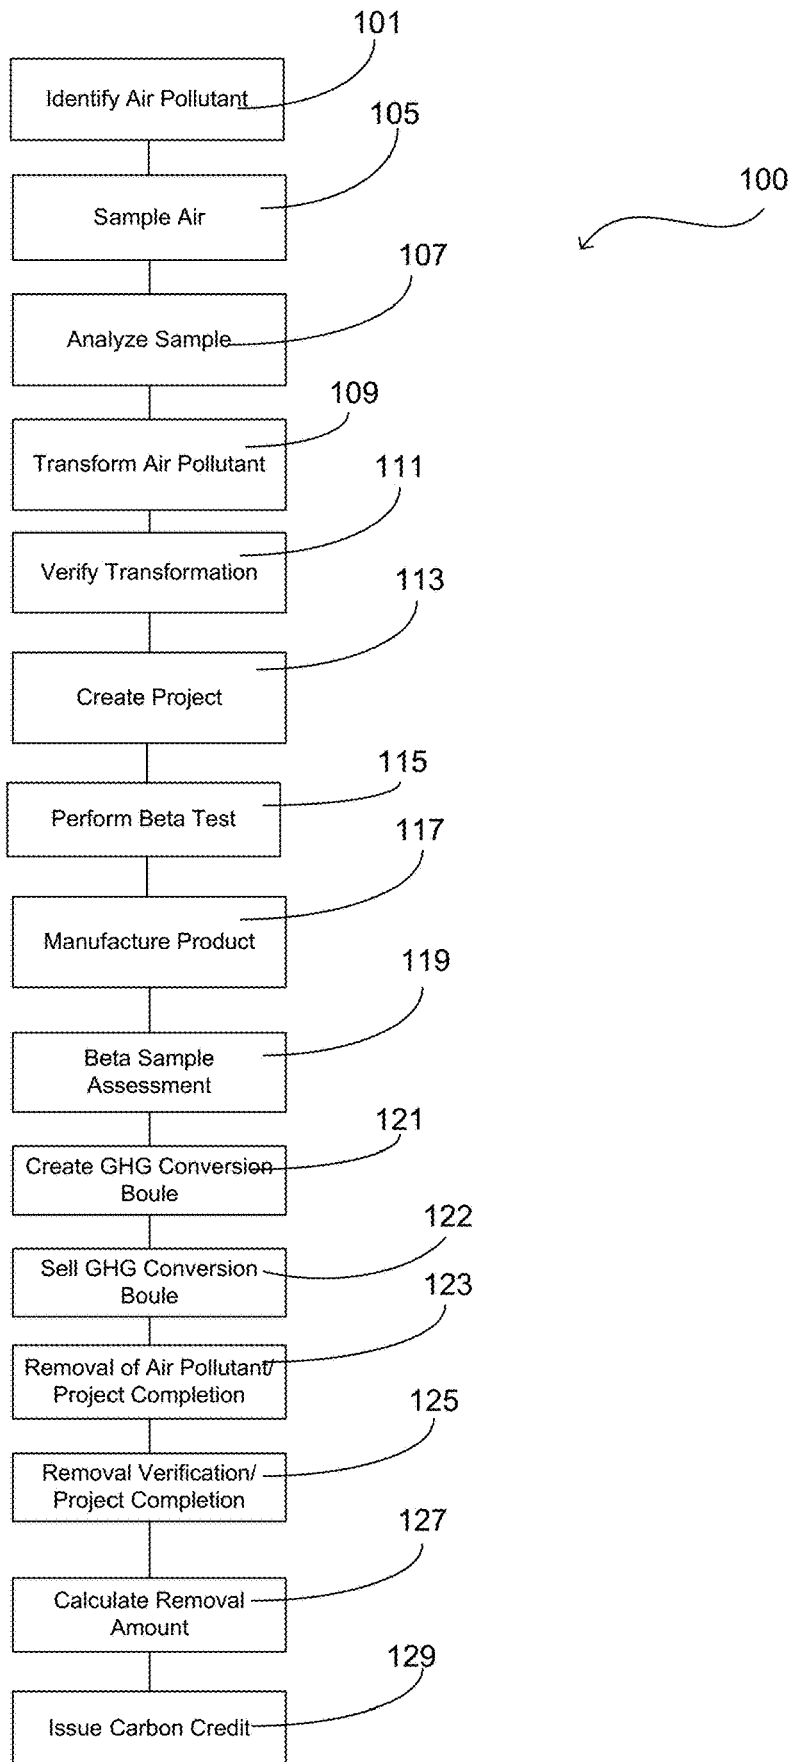 101
Identify Air Pollutant
105
Sample Air
100
107
Analyze Sample
109
Transform Air Pollutant
111
Verify Transformation
113
Create Project
115
Perform Beta Test
117
Manufacture Product
119
Beta Sample
Assessment
121
Create GHG Conversion
Boule
122
Sell GHG Conversion
Boule
123
Removal of Air Pollutant/
Project Completion
125
Removal Verification/
Project Completion
127
Calculate Removal
Amount
129
Issue Carbon Credit